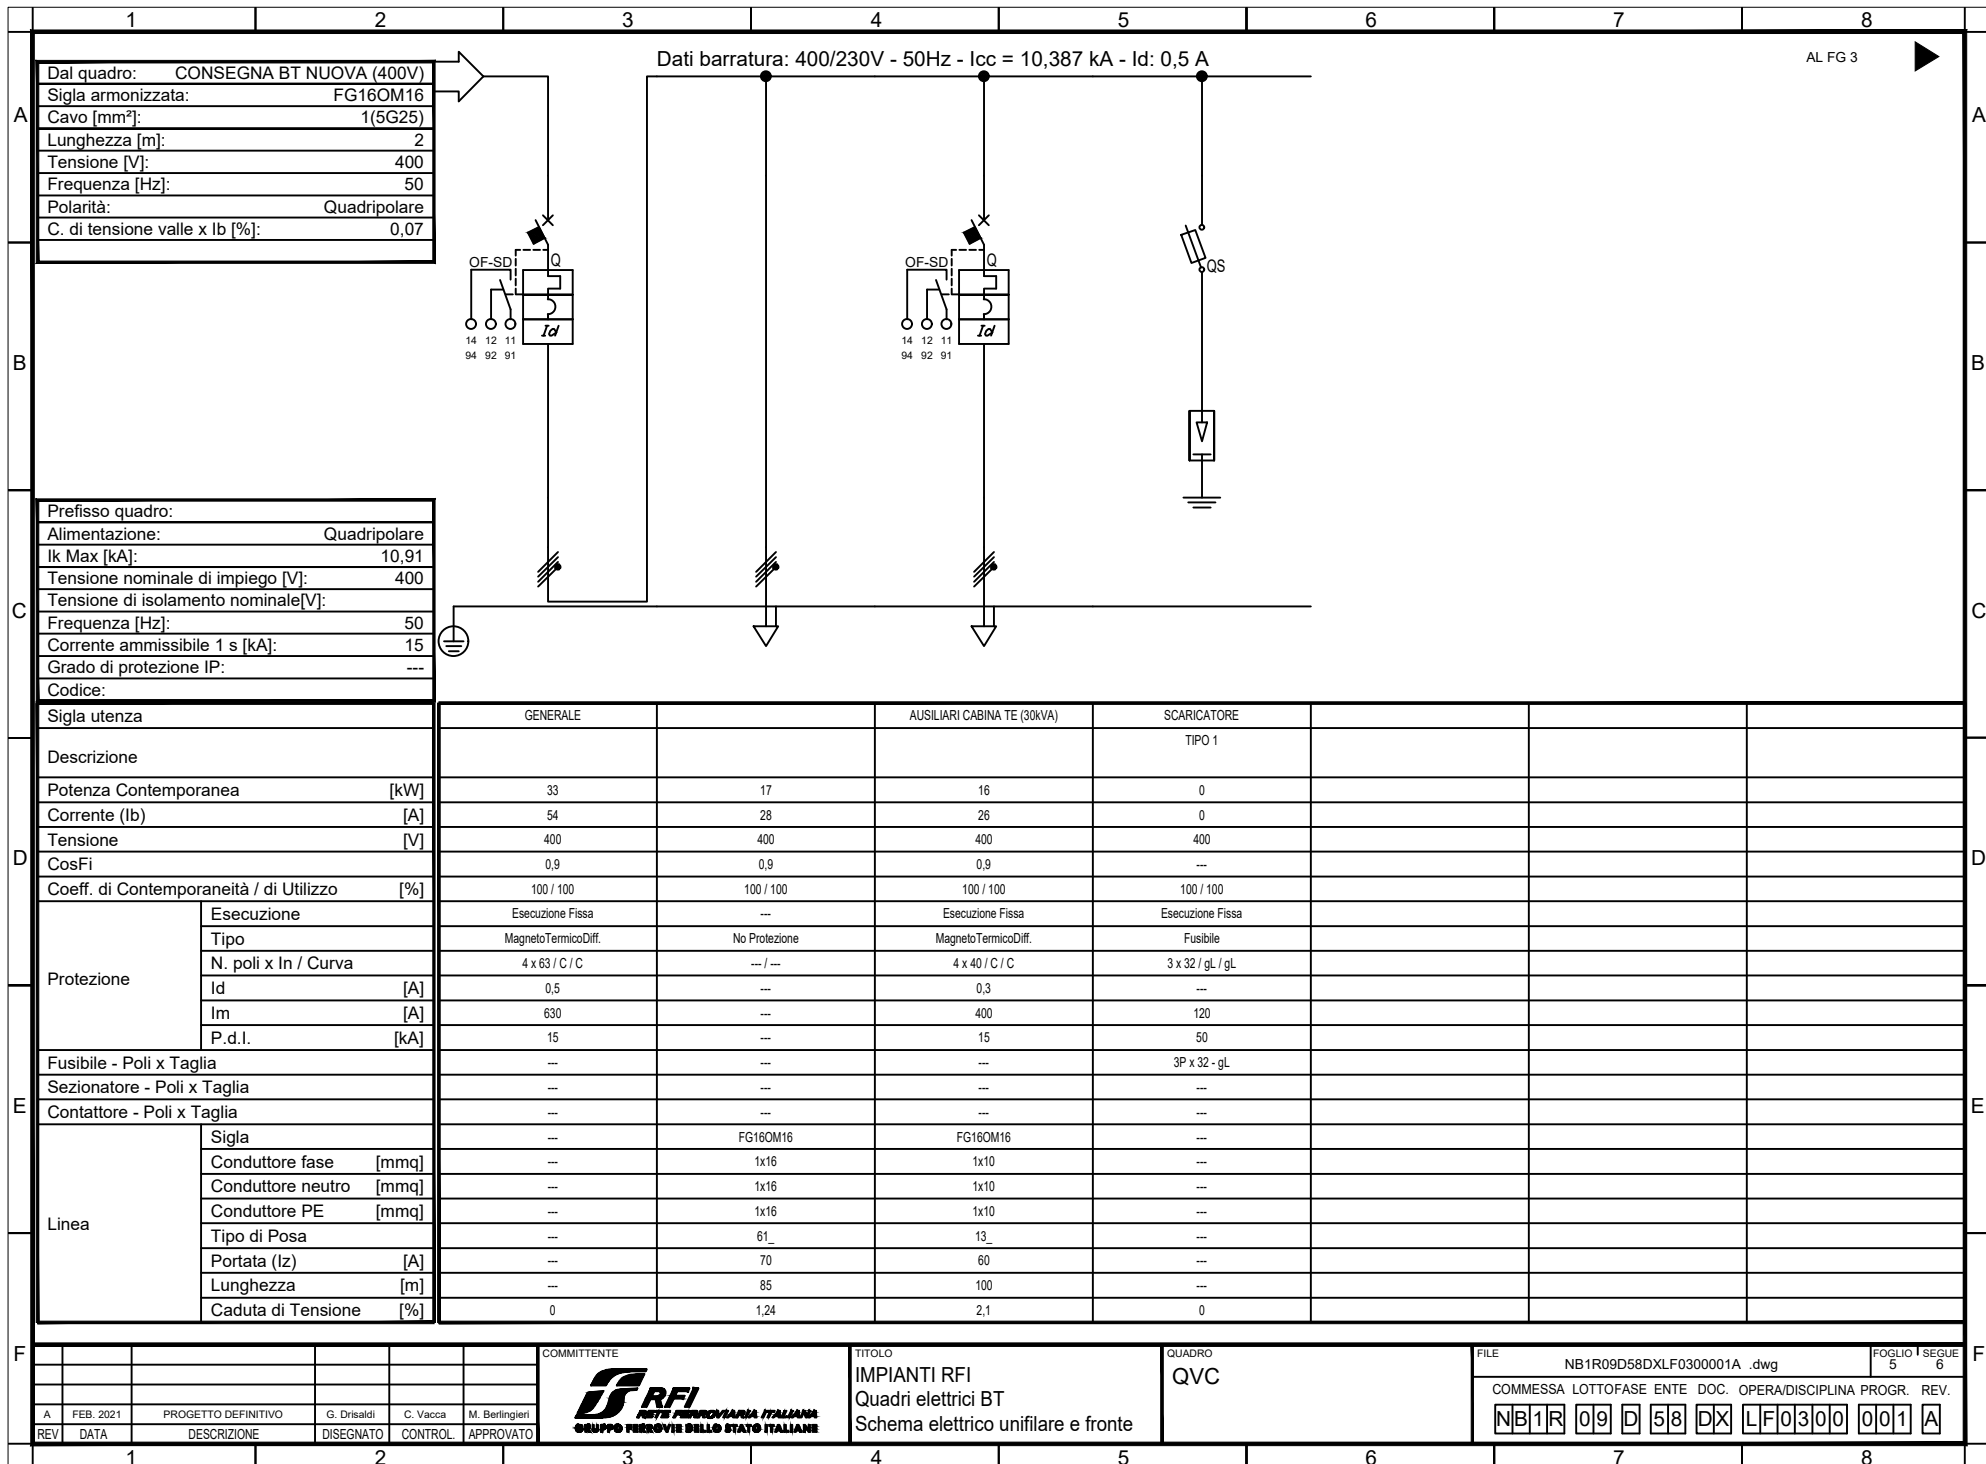 1 2 3 4 5 6 7 8
Dati barratura: 400/230V - 50Hz - Icc = 10,387 kA - Id: 0,5 A
AL FG 3
Dal quadro: CONSEGNA BT NUOVA (400V)
Sigla armonizzata: FG16OM16
Cavo [mm²]: 1(5G25)
Lunghezza [m]: 2
Tensione [V]: 400
Frequenza [Hz]: 50
Polarità: Quadripolare
C. di tensione valle x Ib [%]: 0,07
A A
OF-SD Q OF-SD Q QS
Id Id
14 12 11 14 12 11
94 92 91 94 92 91
B B
Prefisso quadro:
Alimentazione: Quadripolare
Ik Max [kA]: 10,91
Tensione nominale di impiego [V]: 400
Tensione di isolamento nominale[V]:
Frequenza [Hz]: 50
Corrente ammissibile 1 s [kA]: 15
Grado di protezione IP: ---
Codice:
C C
Sigla utenza GENERALE AUSILIARI CABINA TE (30kVA) SCARICATORE
Descrizione TIPO 1
Potenza Contemporanea [kW] 33 17 16 0
Corrente (Ib) [A] 54 28 26 0
Tensione [V] 400 400 400 400
CosFi 0,9 0,9 0,9 ---
Coeff. di Contemporaneità / di Utilizzo [%] 100 / 100 100 / 100 100 / 100 100 / 100
D D
Protezione
Esecuzione Esecuzione Fissa --- Esecuzione Fissa Esecuzione Fissa
Tipo MagnetoTermicoDiff. No Protezione MagnetoTermicoDiff. Fusibile
N. poli x In / Curva 4 x 63 / C / C --- / --- 4 x 40 / C / C 3 x 32 / gL / gL
Id [A] 0,5 --- 0,3 ---
Im [A] 630 --- 400 120
P.d.I. [kA] 15 --- 15 50
Fusibile - Poli x Taglia --- --- --- 3P x 32 - gL
Sezionatore - Poli x Taglia --- --- --- ---
Contattore - Poli x Taglia --- --- --- ---
E E
Linea
Sigla --- FG16OM16 FG16OM16 ---
Conduttore fase [mmq] --- 1x16 1x10 ---
Conduttore neutro [mmq] --- 1x16 1x10 ---
Conduttore PE [mmq] --- 1x16 1x10 ---
Tipo di Posa --- 61_ 13_ ---
Portata (Iz) [A] --- 70 60 ---
Lunghezza [m] --- 85 100 ---
Caduta di Tensione [%] 0 1,24 2,1 0
F F
A FEB. 2021 PROGETTO DEFINITIVO G. Drisaldi C. Vacca M. Berlingieri
REV DATA DESCRIZIONE DISEGNATO CONTROL. APPROVATO
COMMITTENTE
RFI
RETE FERROVIARIA ITALIANA
GRUPPO FERROVIE DELLO STATO ITALIANE
TITOLO
IMPIANTI RFI
Quadri elettrici BT
Schema elettrico unifilare e fronte
QUADRO
QVC
FILE NB1R09D58DXLF0300001A .dwg
FOGLIO SEGUE
5 6
COMMESSA LOTTO FASE ENTE DOC. OPERA/DISCIPLINA PROGR. REV.
NB1R 09 D 58 DX LF0300 001 A
1 2 3 4 5 6 7 8